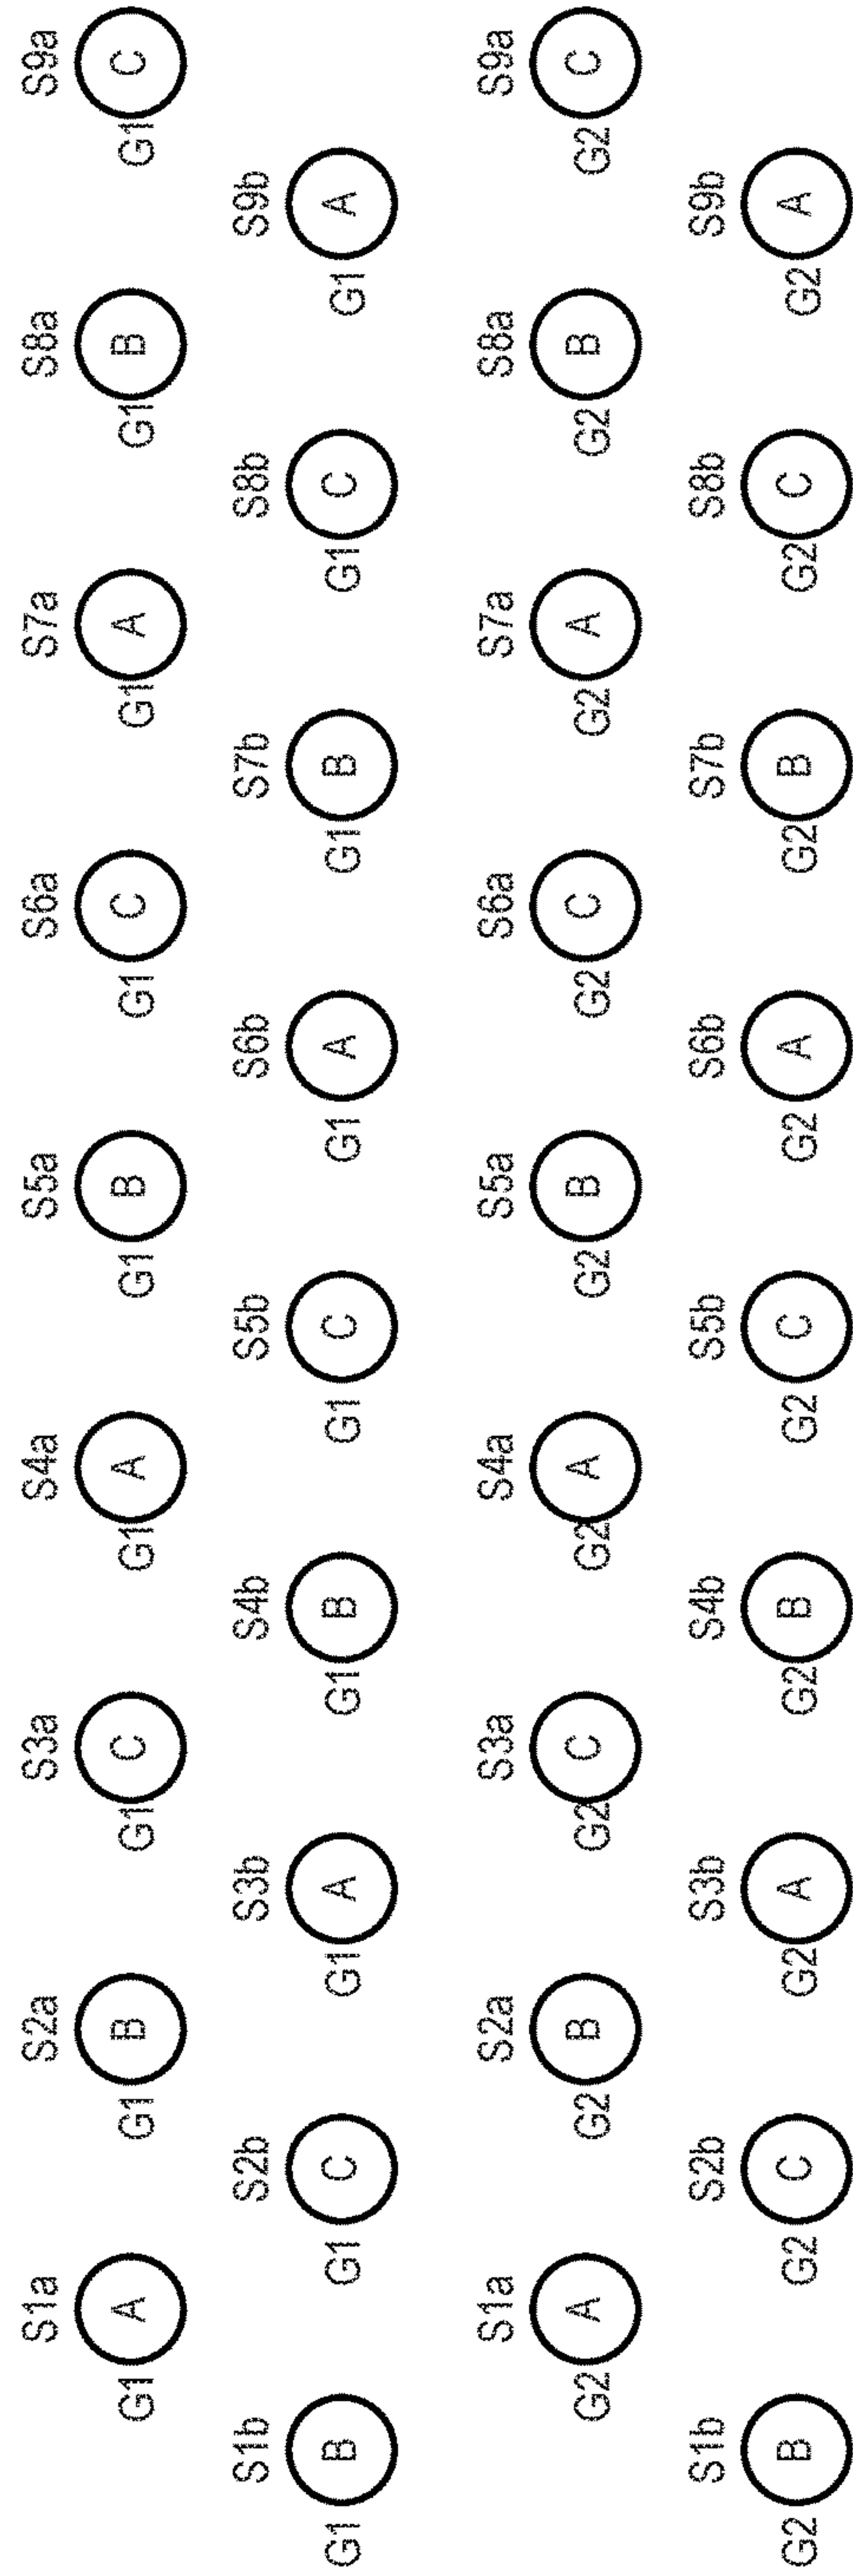 S1a S2a S3a S4a S5a S6a S7a S8a S9a
G1 A G1 B G1 C G1 A G1 B G1 C G1 A G1 B G1 C
S1b S2b S3b S4b S5b S6b S7b S8b S9b
G1 B G1 C G1 A G1 B G1 C G1 A G1 B G1 C G1 A
S1a S2a S3a S4a S5a S6a S7a S8a S9a
G2 A G2 B G2 C G2 A G2 B G2 C G2 A G2 B G2 C
S1b S2b S3b S4b S5b S6b S7b S8b S9b
G2 B G2 C G2 A G2 B G2 C G2 A G2 B G2 C G2 A